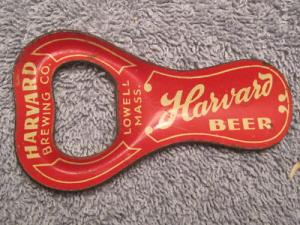 HARVARD
BREWING CO.
LOWELL
MASS.
Harvard
BEER